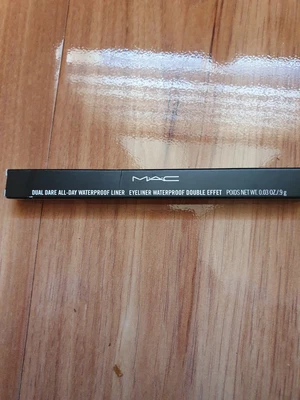 MAC
DUAL DARE ALL-DAY WATERPROOF LINER EYELINER WATERPROOF DOUBLE EFFET POIDS NET WT. 0.03 OZ/.9 g